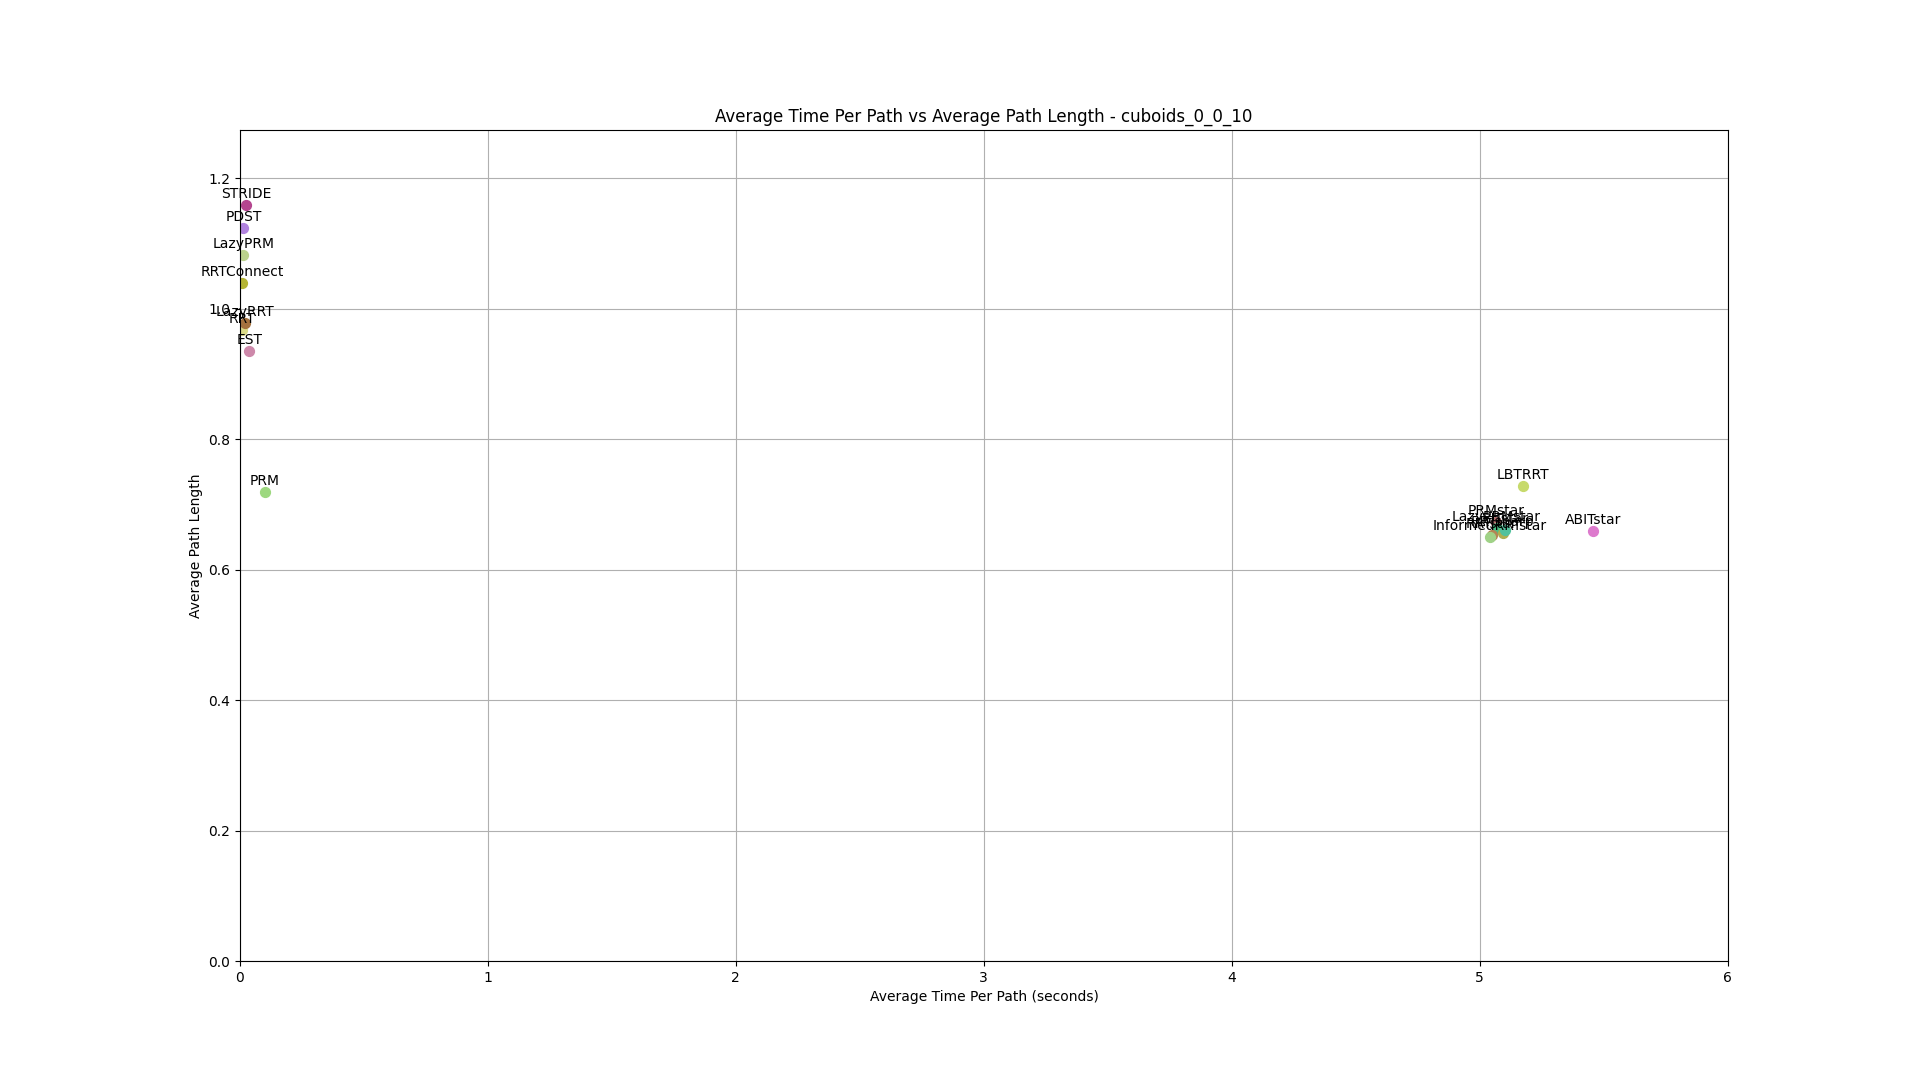 Average Time Per Path vs Average Path Length - cuboids_0_0_10
1.2
STRIDE
PDST
LazyPRM
RRTConnect
1.0
LazyRRT
RRT
EST
0.8
PRM
LBTRRT
PRMstar
ABITstar
Average Path Length
0.6
0.4
0.2
0.0
0
1
2
3
4
5
6
Average Time Per Path (seconds)